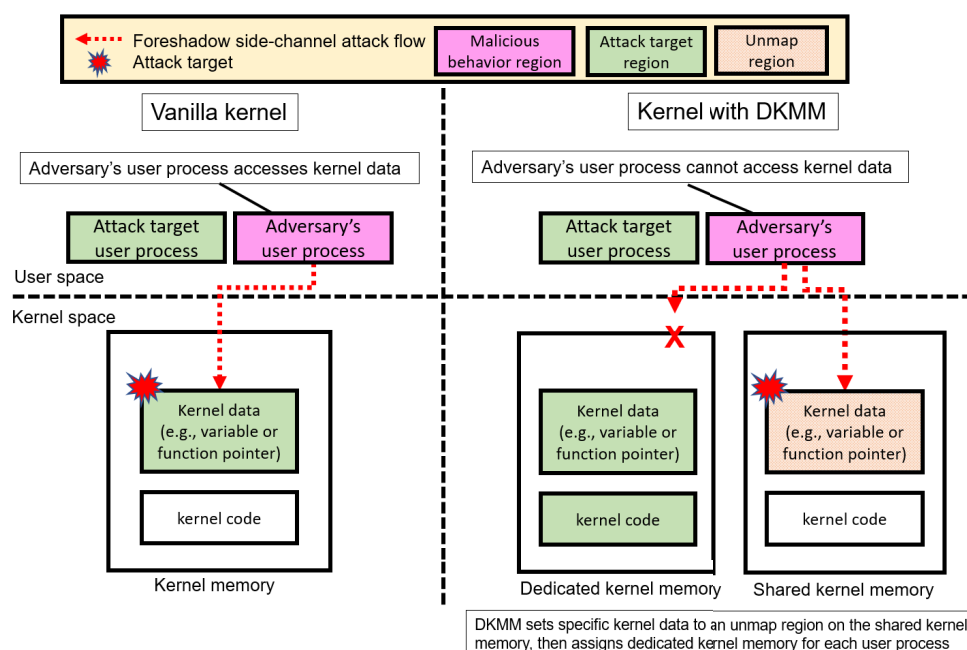 Foreshadow side-channel attack flow
Attack target
Malicious
behavior region
Attack target
region
Unmap
region
Vanilla kernel
Kernel with DKMM
Adversary's user process accesses kernel data
Adversary's user process cannot access kernel data
Attack target
user process
Adversary's
user process
Attack target
user process
Adversary's
user process
User space
Kernel space
X
Kernel data
(e.g., variable or
function pointer)
kernel code
Kernel memory
Kernel data
(e.g., variable or
function pointer)
kernel code
Dedicated kernel memory
Kernel data
(e.g., variable or
function pointer)
kernel code
Shared kernel memory
DKMM sets specific kernel data to an unmap region on the shared kernel
memory, then assigns dedicated kernel memory for each user process